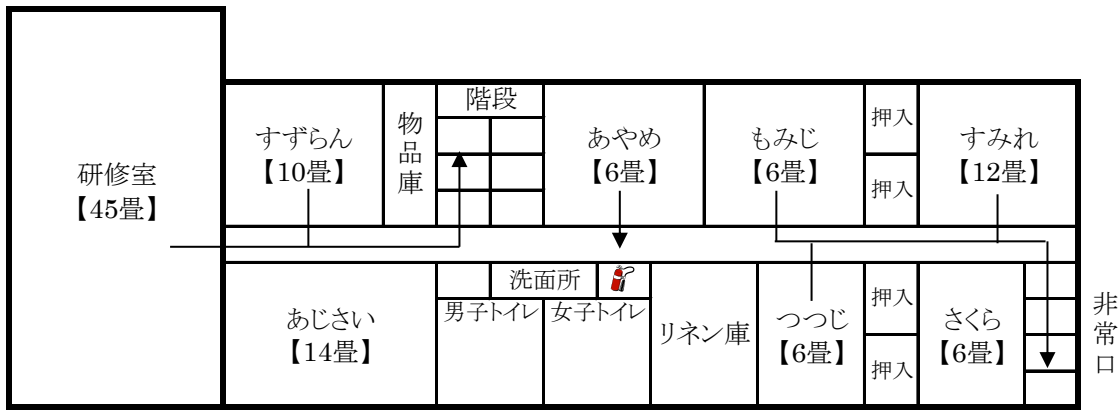 研修室
【45畳】
すずらん
【10畳】
物品庫
階段
あやめ
【6畳】
もみじ
【6畳】
押入
押入
すみれ
【12畳】
あじさい
【14畳】
洗面所
男子トイレ
女子トイレ
リネン庫
つつじ
【6畳】
押入
押入
さくら
【6畳】
非常口